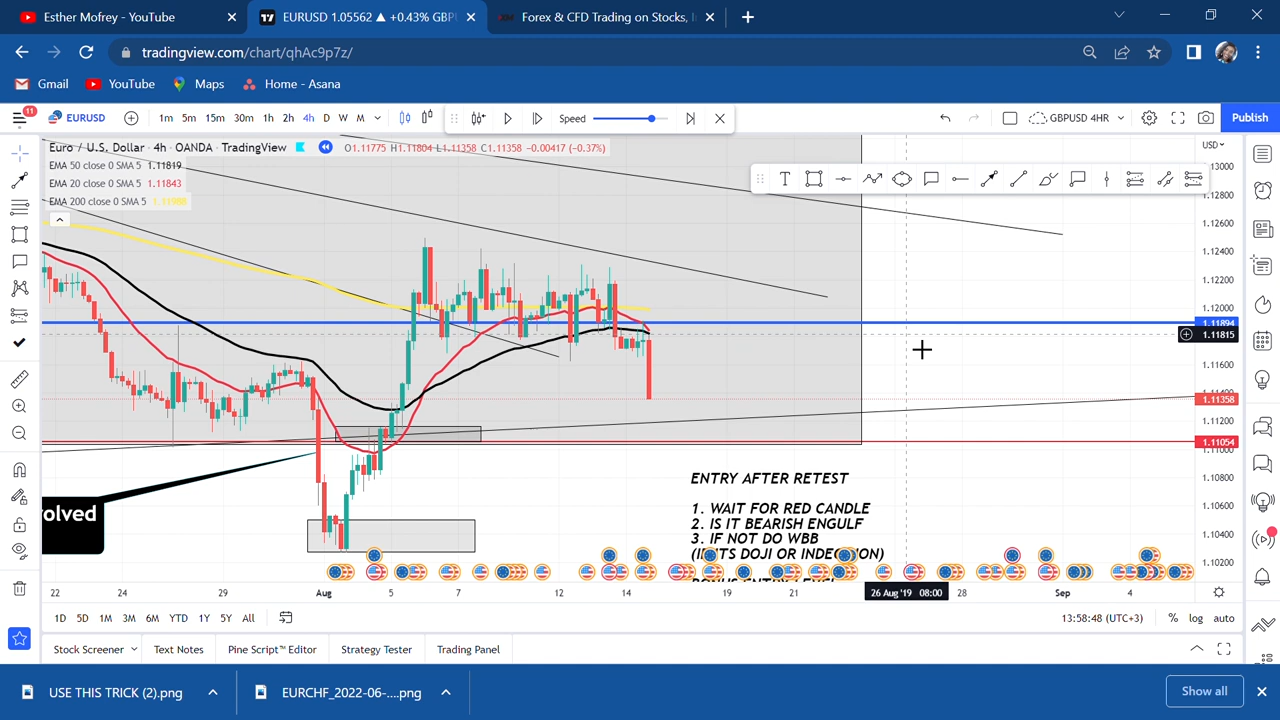 Esther Mofrey - YouTube
EURUSD 1.05562 ▲ +0.43% GBP
Forex & CFD Trading on Stocks, I
tradingview.com/chart/qhAc9p7z/
Gmail YouTube Maps Home - Asana
11 EURUSD 1m 5m 15m 30m 1h 2h 4h D W M Speed GBPUSD 4HR Publish
Euro / U.S. Dollar · 4h · OANDA · TradingView O1.11775 H1.11804 L1.11358 C1.11358 −0.00417 (−0.37%)
USD
EMA 50 close 0 SMA 5 1.11819
EMA 20 close 0 SMA 5 1.11843
EMA 200 close 0 SMA 5 1.11988
1.13000
1.12800
1.12600
1.12400
1.12200
1.12000
1.11894
1.11815
1.11600
1.11358
1.11200
1.11054
1.10800
1.10600
1.10400
1.10200
olved
ENTRY AFTER RETEST
1. WAIT FOR RED CANDLE
2. IS IT BEARISH ENGULF
3. IF NOT DO WBB
22 24 29 Aug 5 7 12 14 19 21 26 Aug '19 08:00 28 Sep 4
1D 5D 1M 3M 6M YTD 1Y 5Y All 13:58:48 (UTC+3) % log auto
Stock Screener Text Notes Pine Script™ Editor Strategy Tester Trading Panel
USE THIS TRICK (2).png EURCHF_2022-06-....png Show all